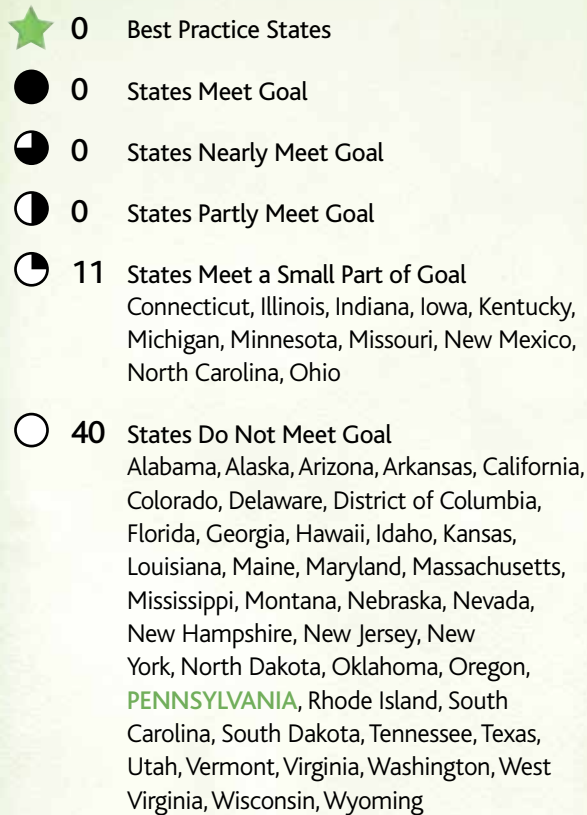 0 Best Practice States
0 States Meet Goal
0 States Nearly Meet Goal
0 States Partly Meet Goal
11 States Meet a Small Part of Goal
Connecticut, Illinois, Indiana, Iowa, Kentucky,
Michigan, Minnesota, Missouri, New Mexico,
North Carolina, Ohio
40 States Do Not Meet Goal
Alabama, Alaska, Arizona, Arkansas, California,
Colorado, Delaware, District of Columbia,
Florida, Georgia, Hawaii, Idaho, Kansas,
Louisiana, Maine, Maryland, Massachusetts,
Mississippi, Montana, Nebraska, Nevada,
New Hampshire, New Jersey, New
York, North Dakota, Oklahoma, Oregon,
PENNSYLVANIA, Rhode Island, South
Carolina, South Dakota, Tennessee, Texas,
Utah, Vermont, Virginia, Washington, West
Virginia, Wisconsin, Wyoming